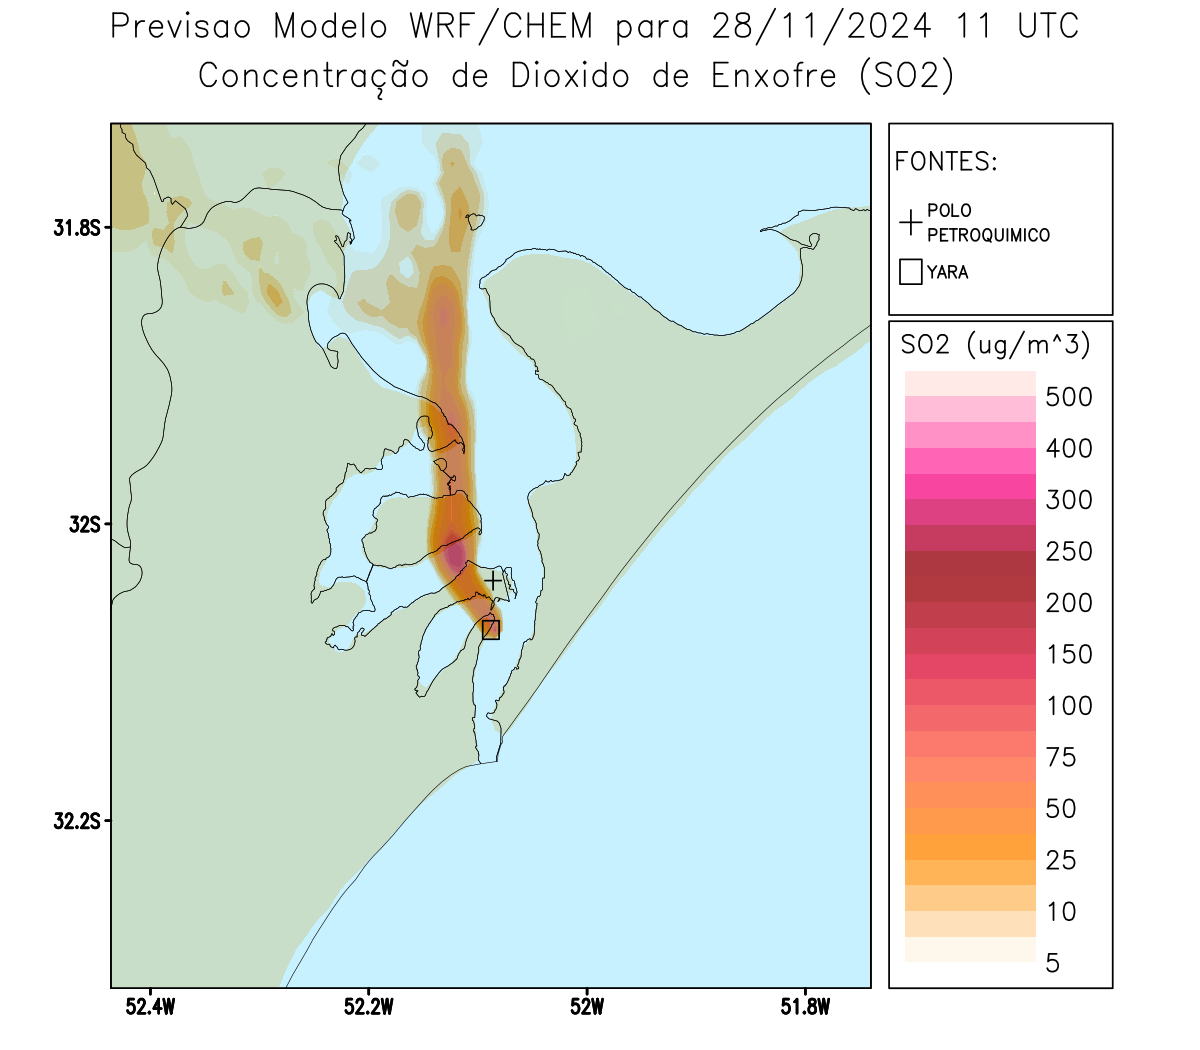 Previsao Modelo WRF/CHEM para 28/11/2024 11 UTC
Concentração de Dioxido de Enxofre (SO2)
FONTES:
POLO
PETROQUIMICO
YARA
SO2 (ug/m^3)
500
400
300
250
200
150
100
75
50
25
10
5
31.8S
32S
32.2S
52.4W
52.2W
52W
51.8W